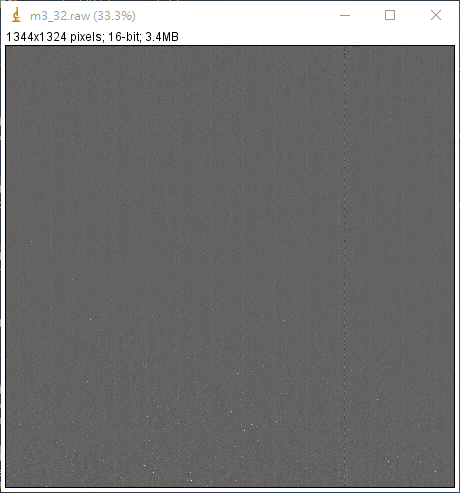 m3_32.raw (33.3%)
1344x1324 pixels; 16-bit; 3.4MB